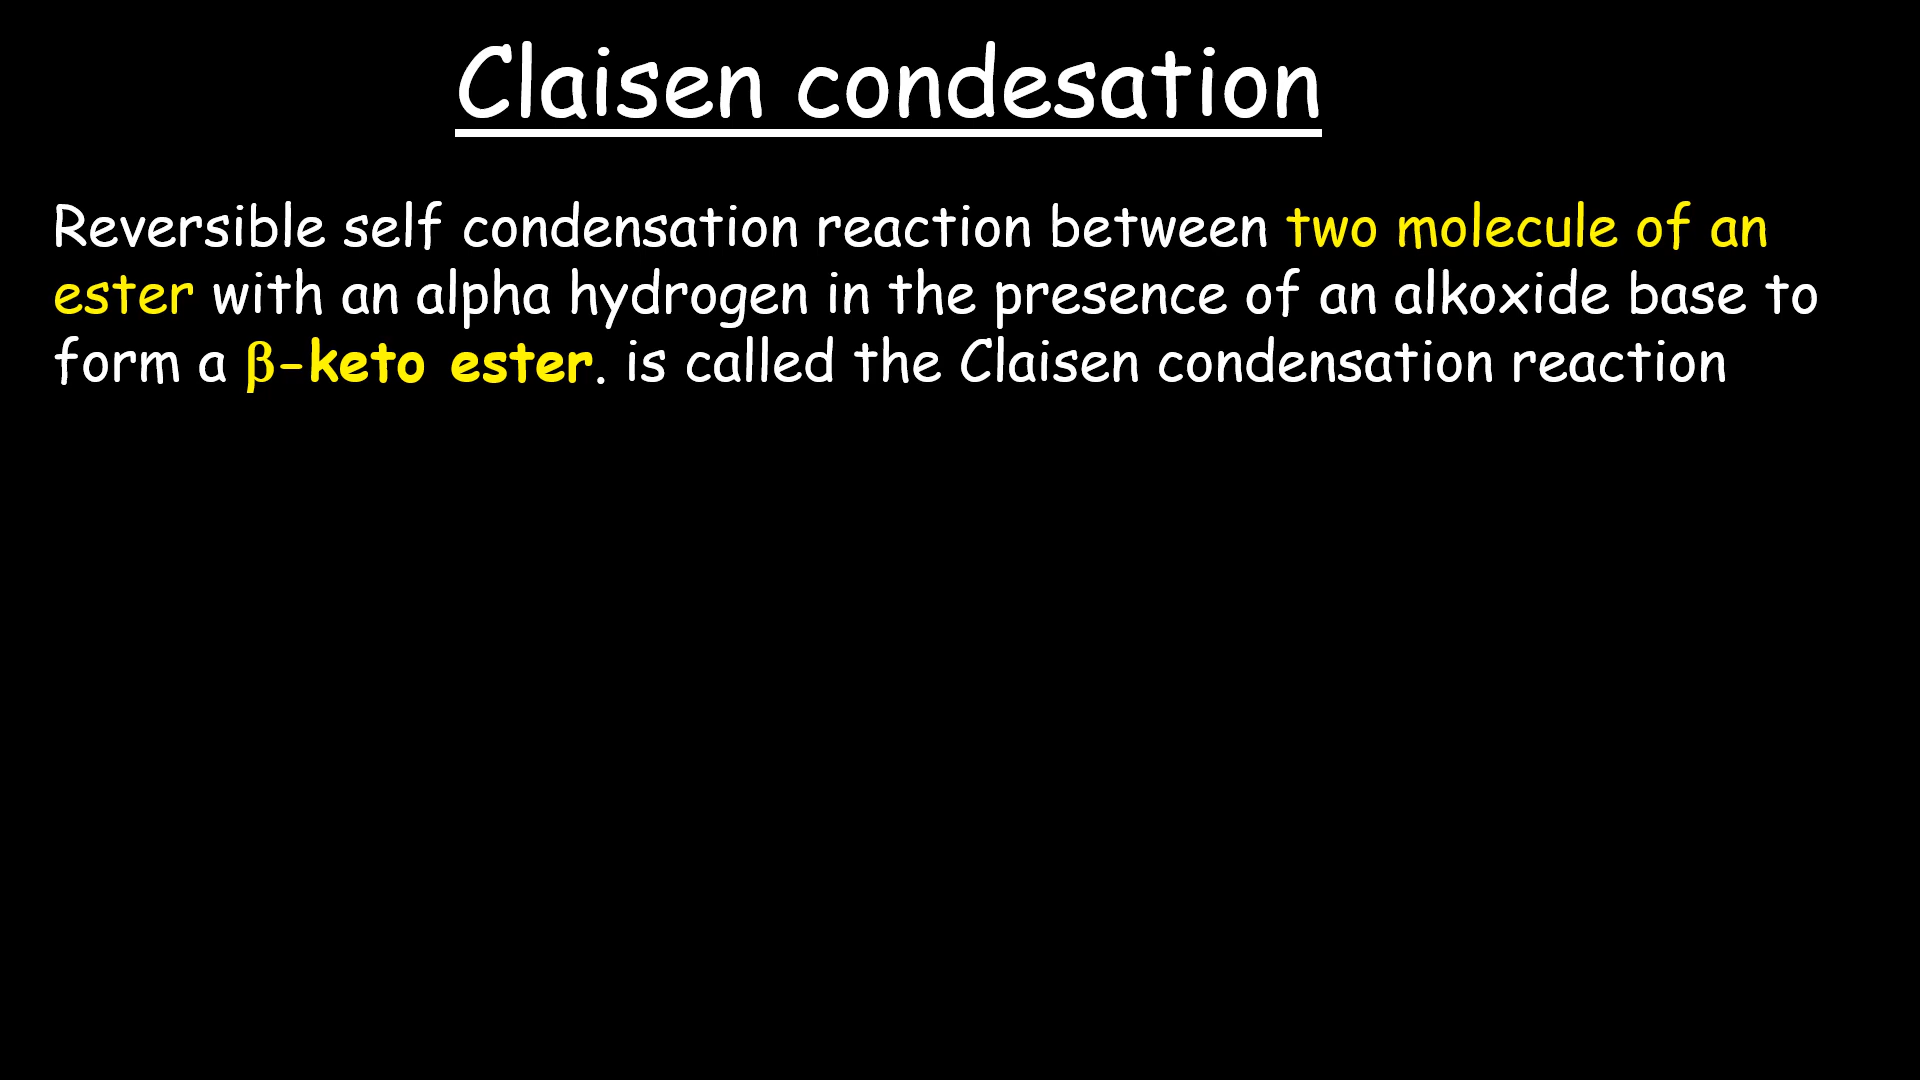 Claisen condesation
Reversible self condensation reaction between two molecule of an
ester with an alpha hydrogen in the presence of an alkoxide base to
form a β-keto ester. is called the Claisen condensation reaction